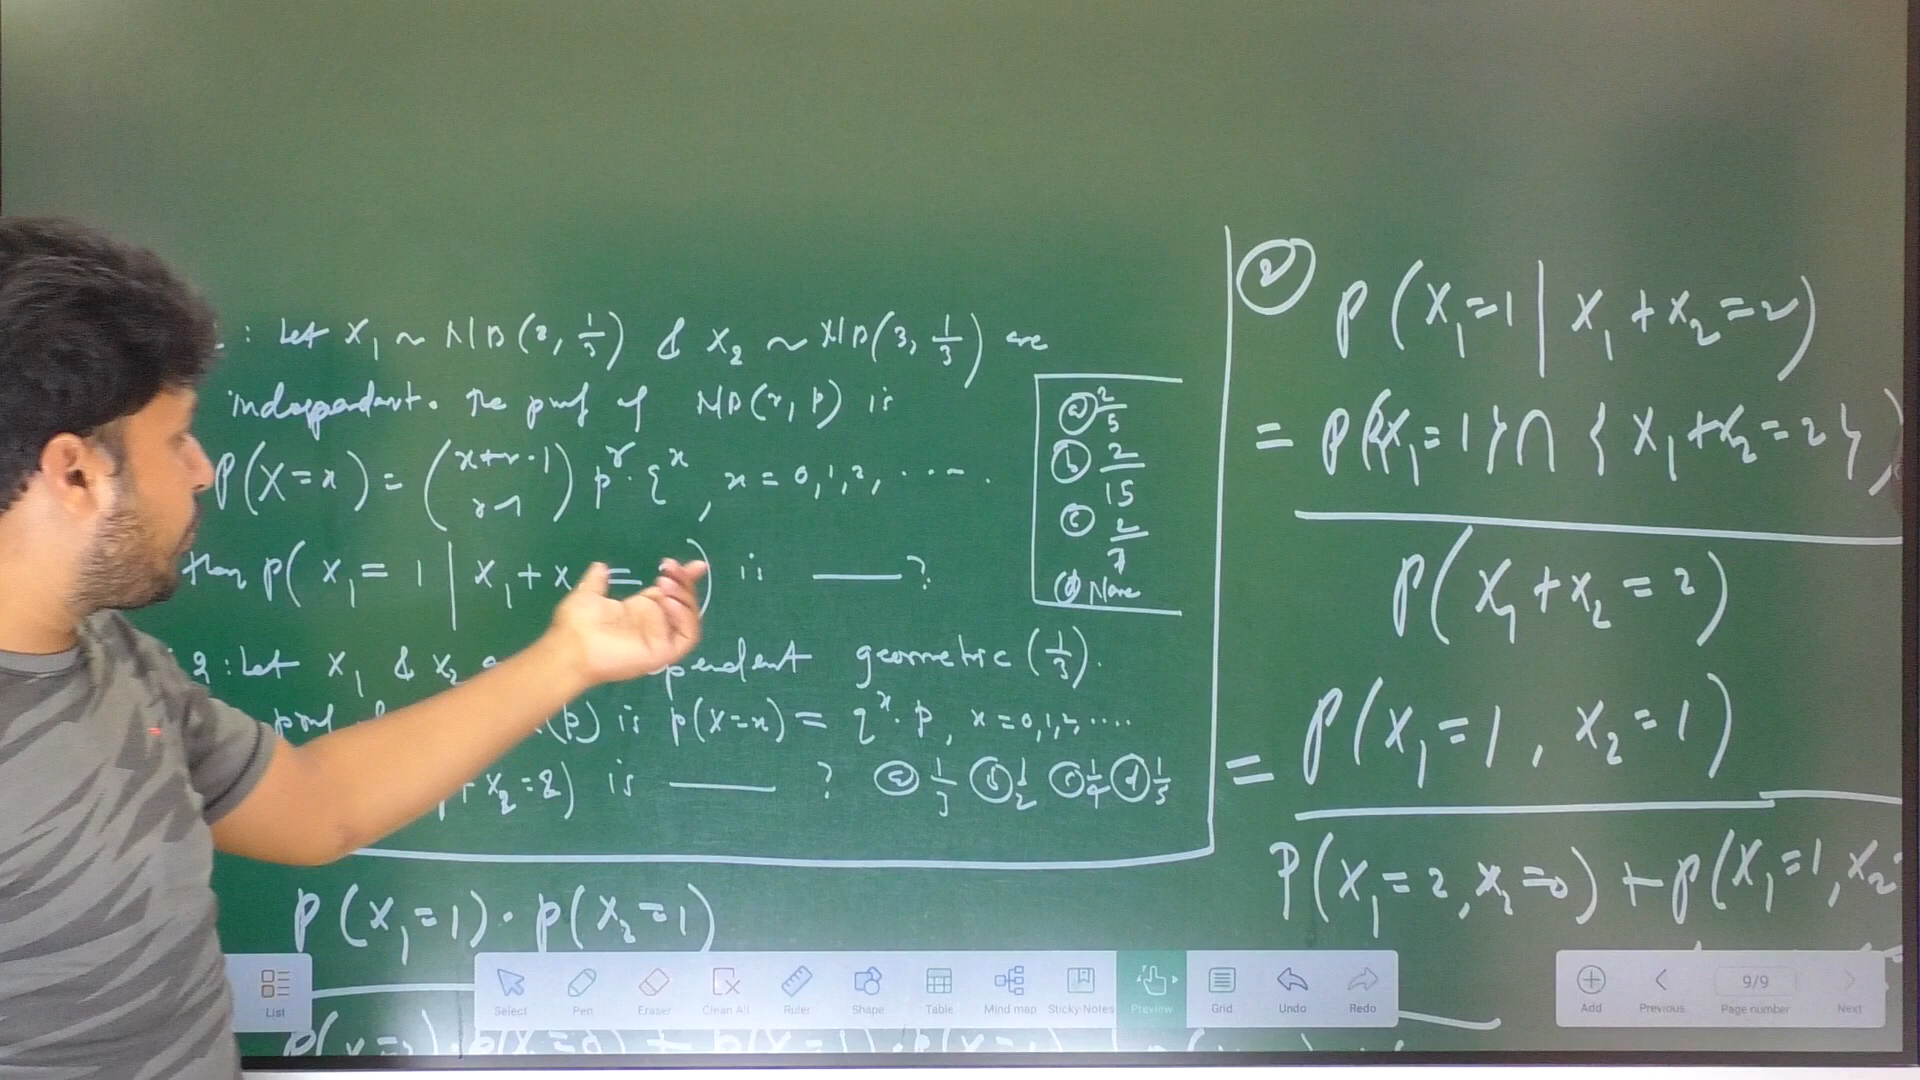 : Let X₁ ~ NB(2, 1/3) & X₂ ~ NB(3, 1/3) are
independent. The pmf of NB(r, p) is
P(X=x) = (x+r-1 r-1) p^r · q^x, x = 0,1,2, ....
then P( X₁ = 1 | X₁ + X = ) is ___ ?
(a) 2/5
(b) 2/15
(c) 2/7
(d) None
2: Let X₁ & X₂ pendent geometric (1/3).
pmf (p) is p(X=x) = q^x · p, x = 0,1,2 ....
+ X₂ = 2) is ___ ? (a) 1/3 (b) 1/2 (c) 1/4 (d) 1/5
P(X₁=1) · P(X₂=1)
P(X₁=1 | X₁ + X₂ = 2)
= P({X₁=1} ∩ {X₁+X₂=2})
P(X₁ + X₂ = 2)
= P(X₁=1, X₂=1)
P(X₁=2, X₂=0) + P(X₁=1, X₂=
List
Select Pen Eraser Clean All Ruler Shape Table Mind map Sticky Notes Preview Grid Undo Redo
Add Previous 9/9 Page number Next